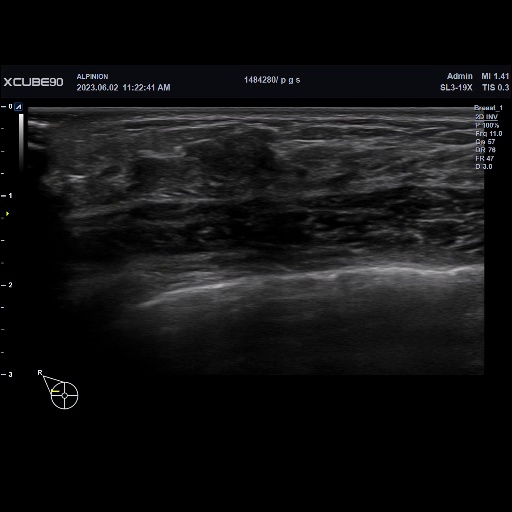 XCUBE90
ALPINION
2023.06.02 11:22:41 AM
1484280/ p g s
Admin MI 1.41
SL3-19X TIS 0.3
Breast_1
2D INV
P 100%
Frq 11.0
Gn 57
DR 76
FR 47
D 3.0
0
1
2
3
R